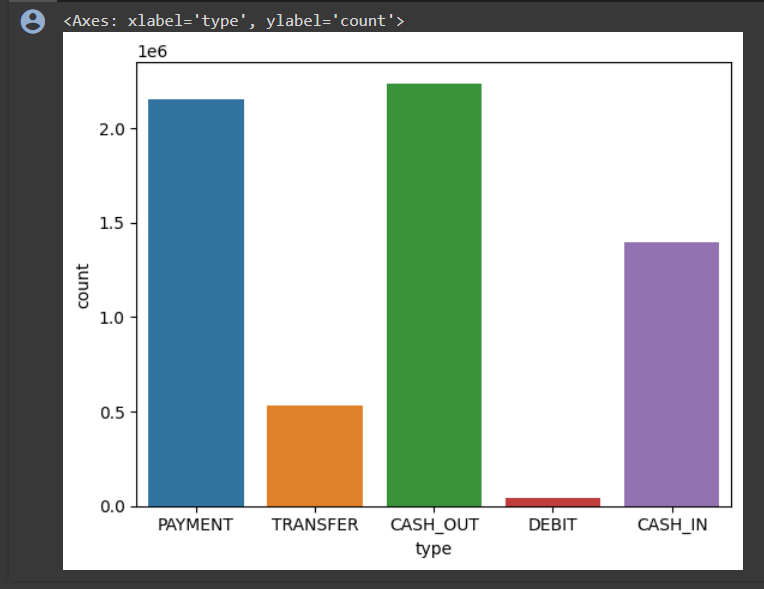 <Axes: xlabel='type', ylabel='count'>
1e6
2.0
1.5
1.0
0.5
0.0
count
PAYMENT TRANSFER CASH_OUT DEBIT CASH_IN
type